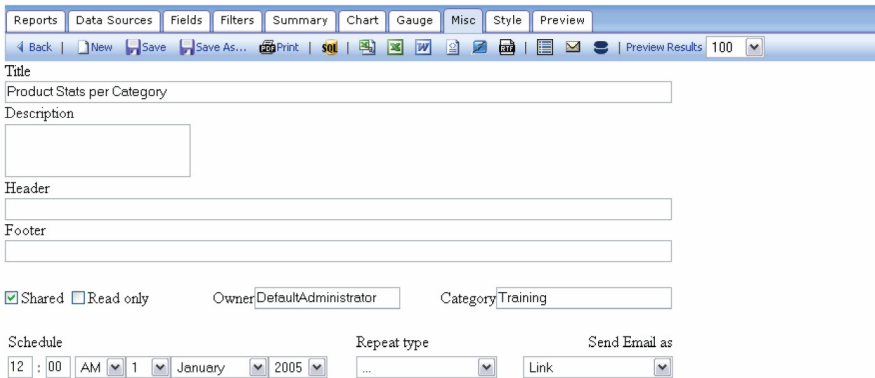 Reports Data Sources Fields Filters Summary Chart Gauge Misc Style Preview
Back | New Save Save As... PDF Print | SQL | W RTF | | Preview Results 100
Title
Product Stats per Category
Description
Header
Footer
Shared Read only Owner DefaultAdministrator Category Training
Schedule Repeat type Send Email as
12 : 00 AM 1 January 2005 ... Link